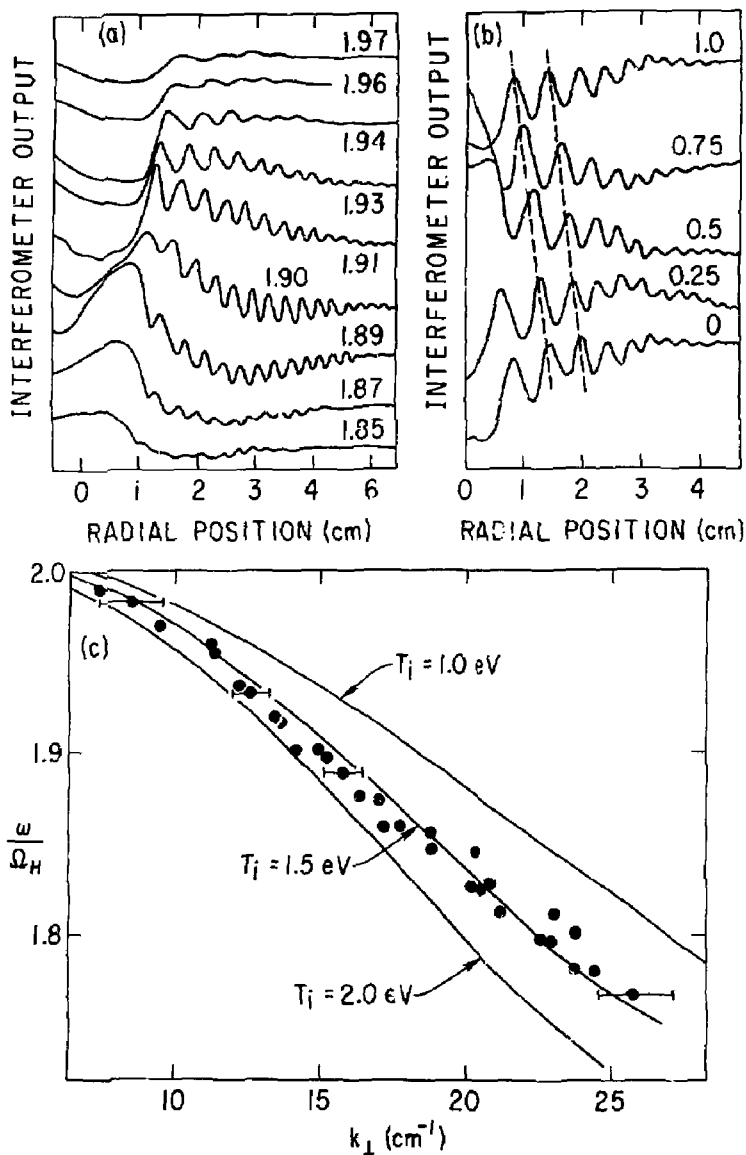 (a)
INTERFEROMETER OUTPUT
1.97
1.96
1.94
1.93
1.91
1.90
1.89
1.87
1.85
0 1 2 3 4 5 6
RADIAL POSITION (cm)
(b)
INTERFEROMETER OUTPUT
1.0
0.75
0.5
0.25
0
0 1 2 3 4
RADIAL POSITION (cm)
(c)
2.0
1.9
1.8
ω
Ω_H
T_i = 1.0 eV
T_i = 1.5 eV
T_i = 2.0 eV
10 15 20 25
k_⊥ (cm⁻¹)